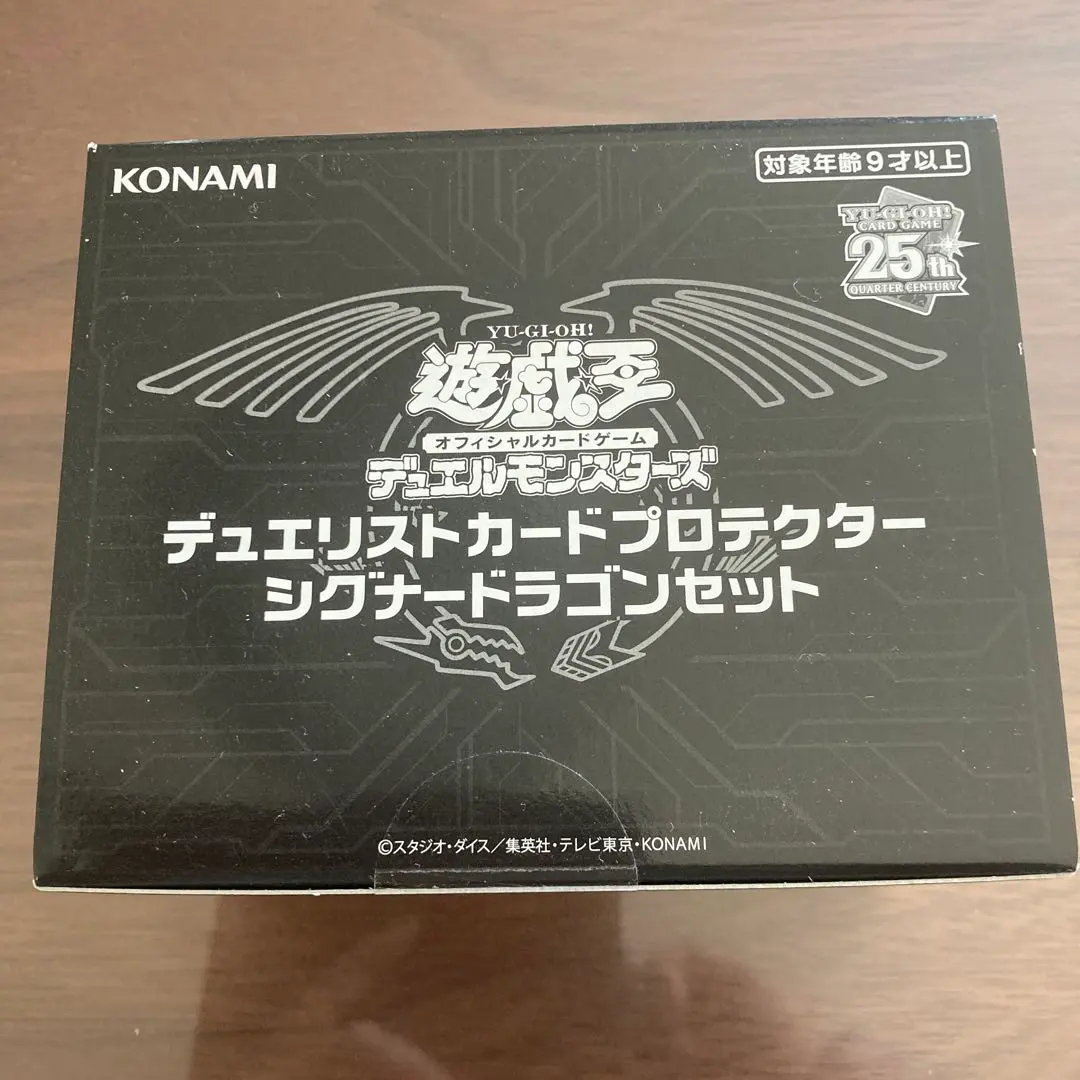 KONAMI
対象年齢9才以上
YU-GI-OH!
CARD GAME
25th
QUARTER CENTURY
YU-GI-OH!
遊戯王
オフィシャルカードゲーム
デュエルモンスターズ
デュエリストカードプロテクター
シグナードラゴンセット
©スタジオ・ダイス/集英社・テレビ東京・KONAMI